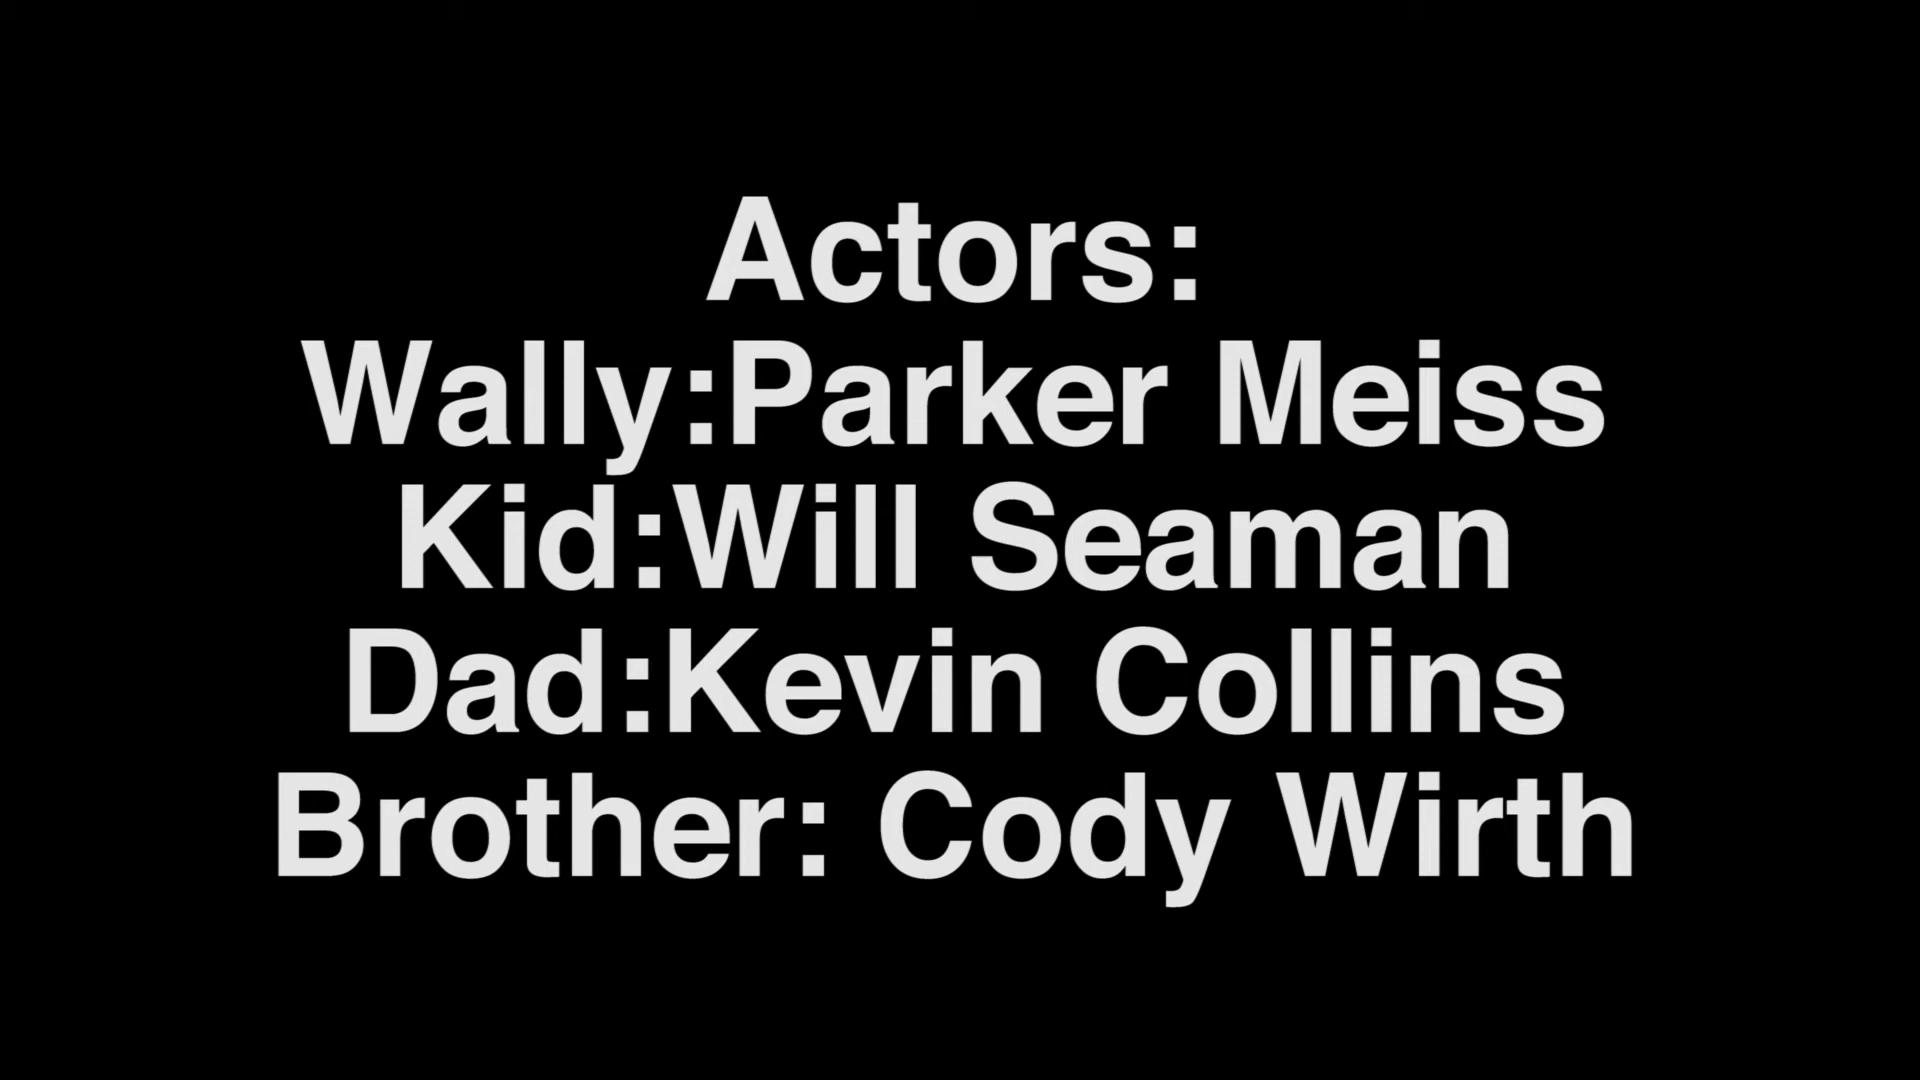 Actors:
Wally:Parker Meiss
Kid:Will Seaman
Dad:Kevin Collins
Brother: Cody Wirth